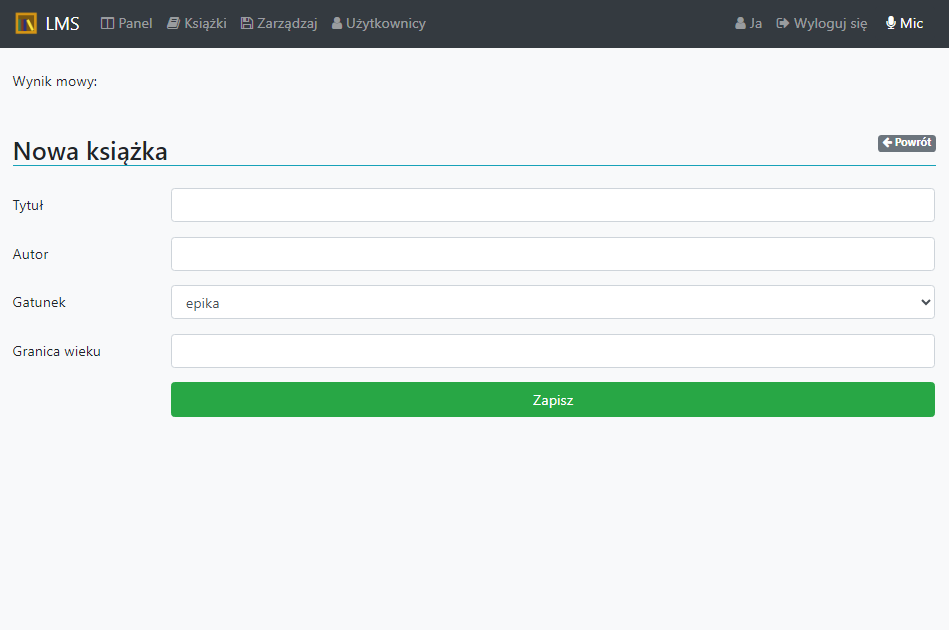 LMS Panel Książki Zarządzaj Użytkownicy Ja Wyloguj się Mic
Wynik mowy:
Nowa książka Powrót
Tytuł
Autor
Gatunek epika
Granica wieku
Zapisz